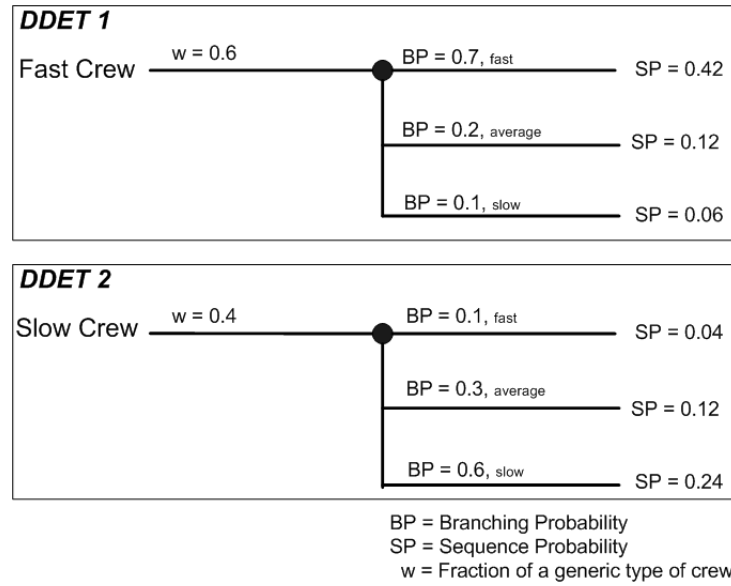 DDET 1
Fast Crew
w = 0.6
BP = 0.7, fast
SP = 0.42
BP = 0.2, average
SP = 0.12
BP = 0.1, slow
SP = 0.06
DDET 2
Slow Crew
w = 0.4
BP = 0.1, fast
SP = 0.04
BP = 0.3, average
SP = 0.12
BP = 0.6, slow
SP = 0.24
BP = Branching Probability
SP = Sequence Probability
w = Fraction of a generic type of crew